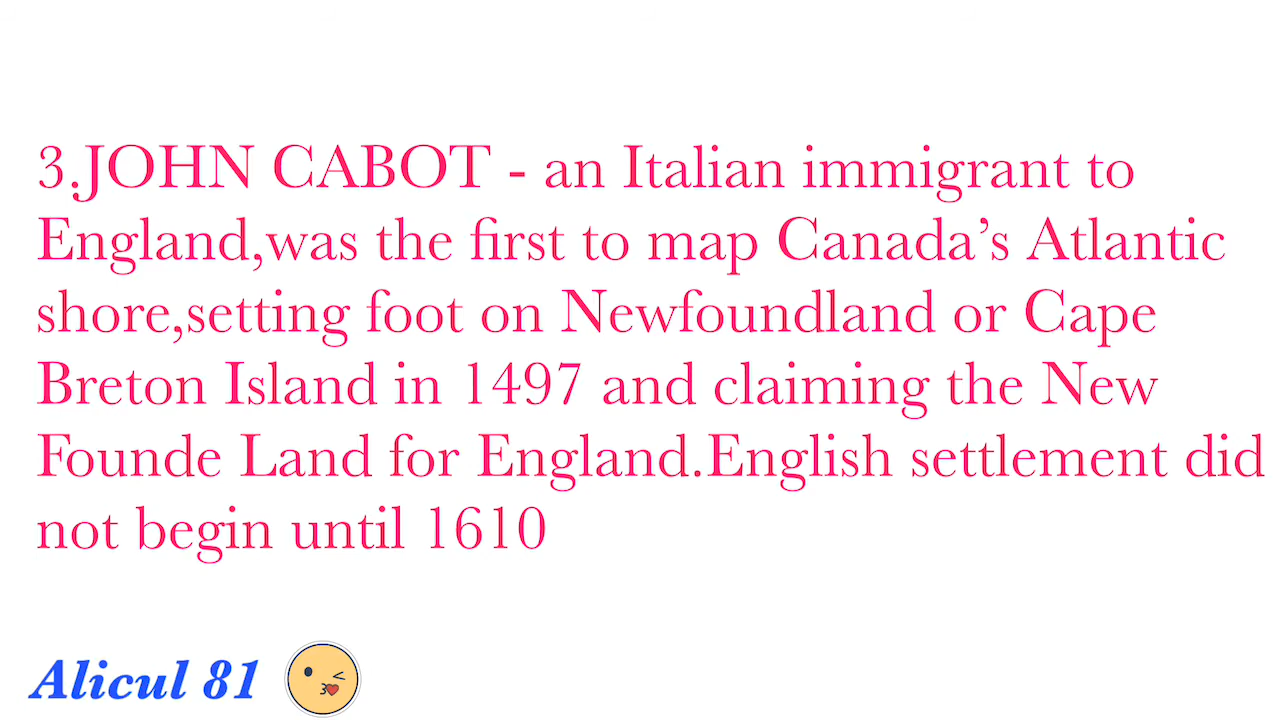 3.JOHN CABOT - an Italian immigrant to
England,was the first to map Canada’s Atlantic
shore,setting foot on Newfoundland or Cape
Breton Island in 1497 and claiming the New
Founde Land for England.English settlement did
not begin until 1610
Alicul 81